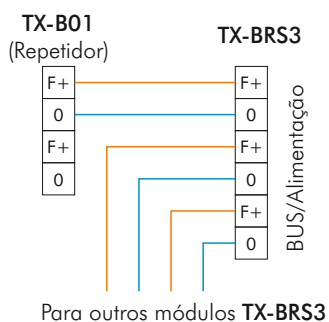 TX-B01
(Repetidor)
TX-BRS3
F+
0
F+
0
F+
0
F+
0
F+
0
BUS/Alimentação
Para outros módulos TX-BRS3